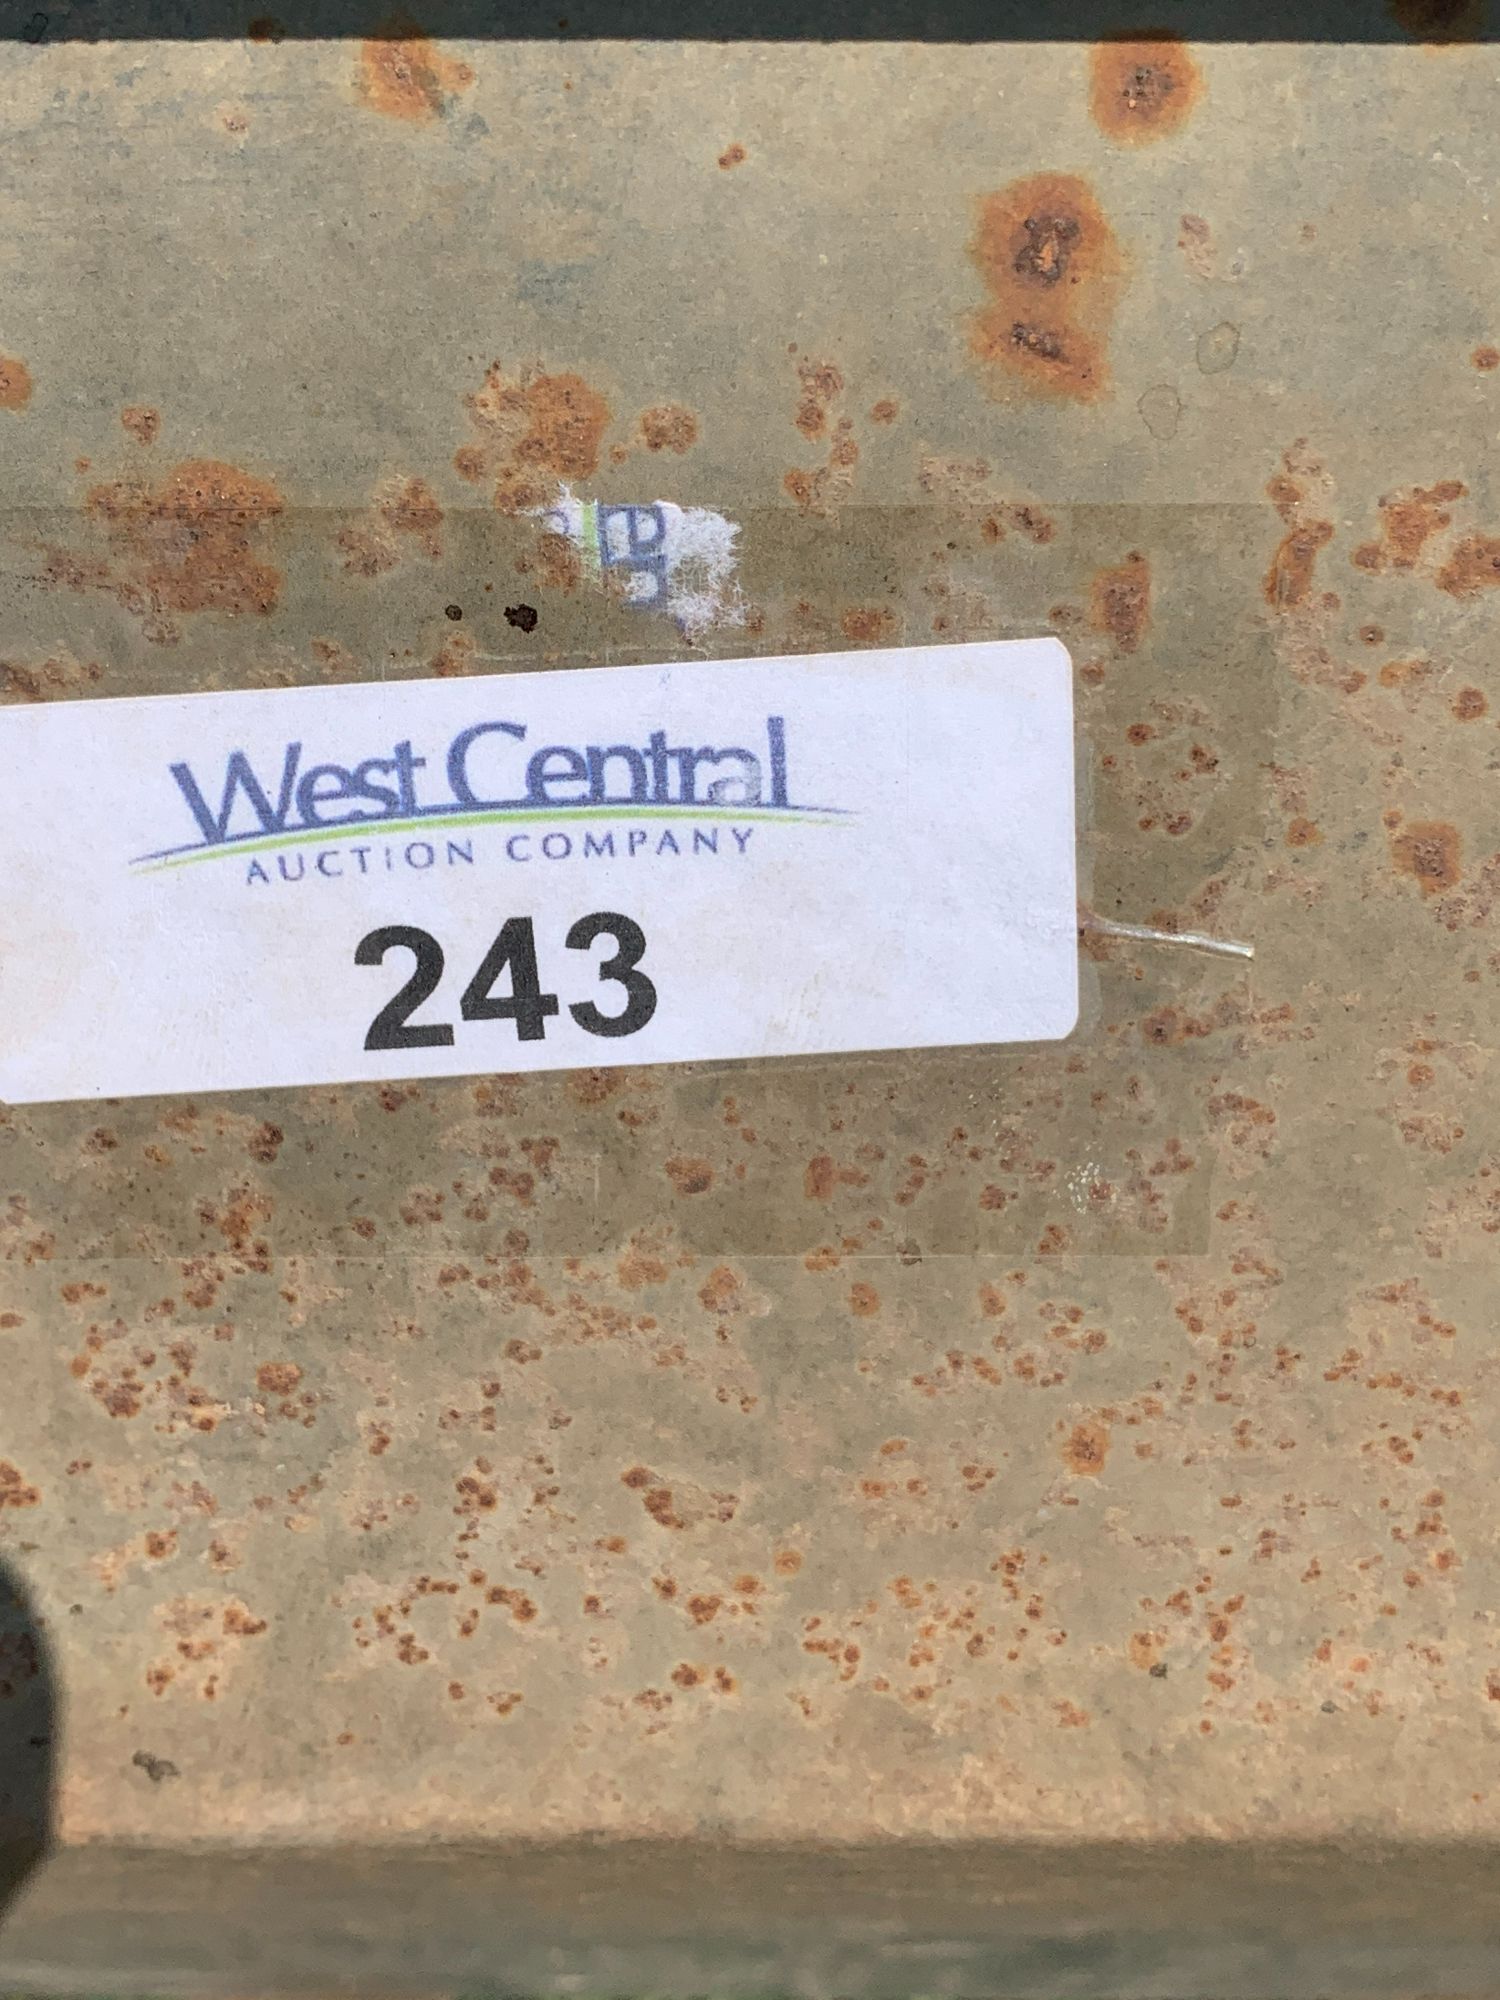 West Central
AUCTION COMPANY
243